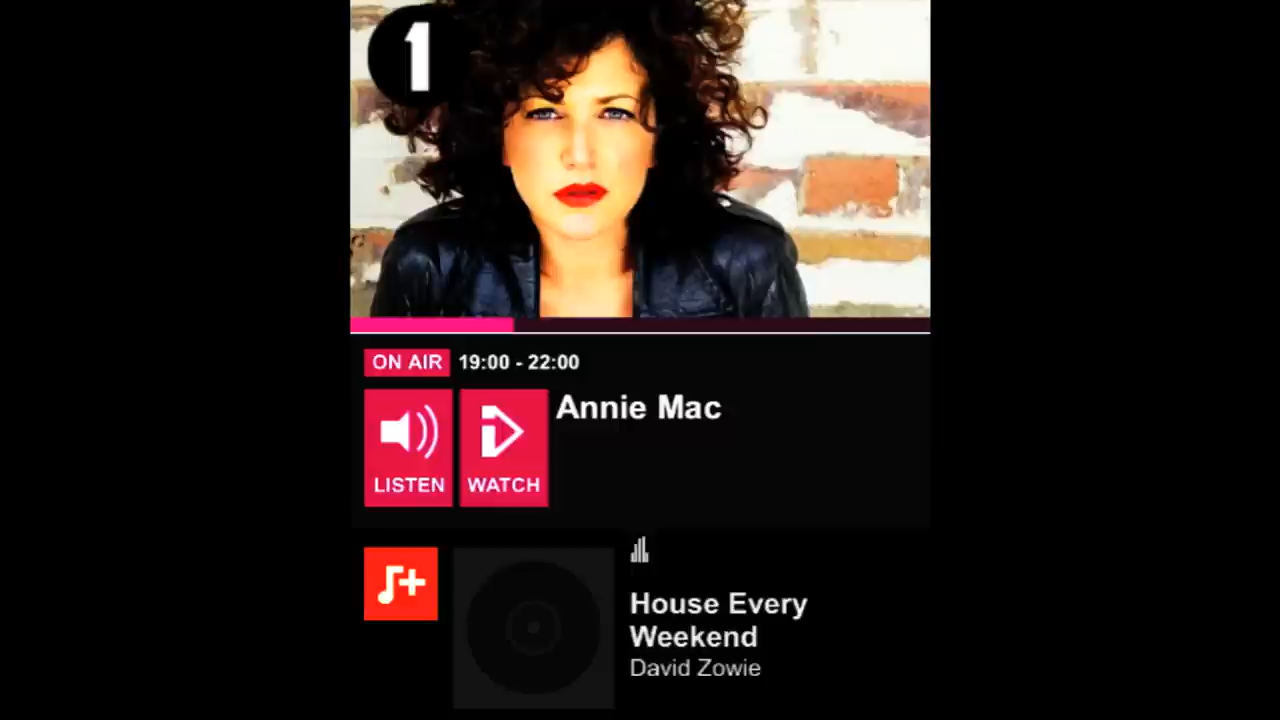 1
ON AIR 19:00 - 22:00
Annie Mac
LISTEN WATCH
House Every
Weekend
David Zowie